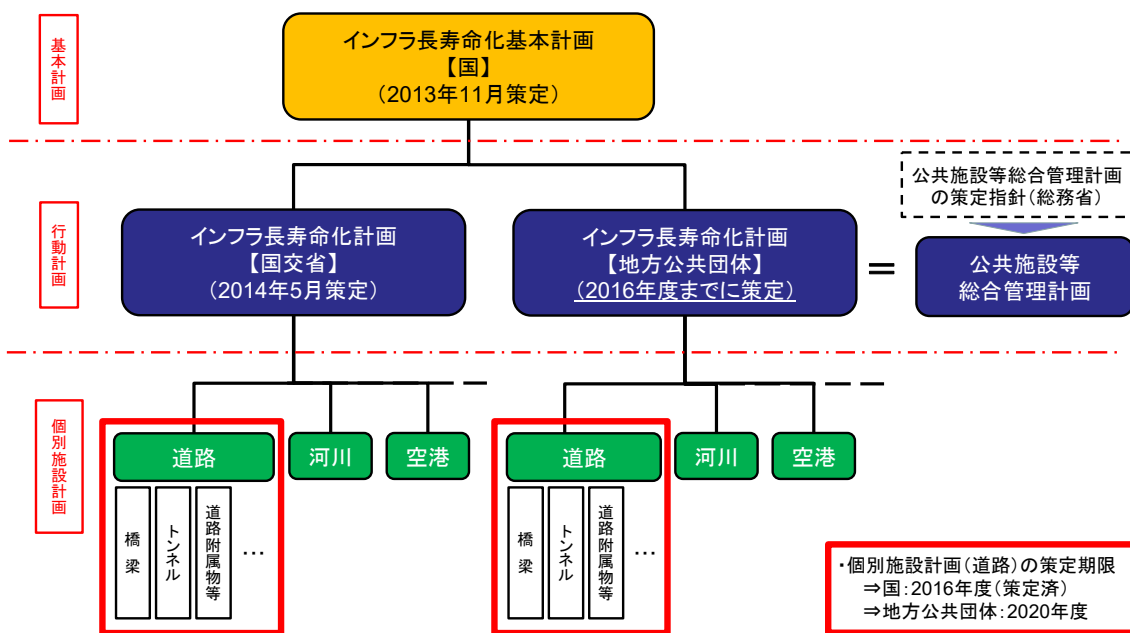 基本計画
インフラ長寿命化基本計画
【国】
（2013年11月策定）
公共施設等総合管理計画
の策定指針（総務省）
行動計画
インフラ長寿命化計画
【国交省】
（2014年5月策定）
インフラ長寿命化計画
【地方公共団体】
（2016年度までに策定）
＝
公共施設等
総合管理計画
個別施設計画
道路
河川
空港
橋梁
トンネル
道路附属物等
…
道路
河川
空港
橋梁
トンネル
道路附属物等
…
・個別施設計画（道路）の策定期限
⇒国：2016年度（策定済）
⇒地方公共団体：2020年度